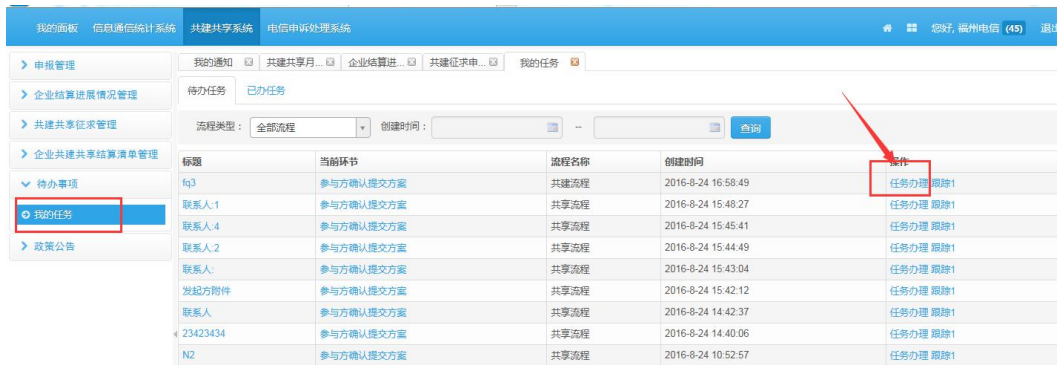 我的面板 信息通信统计系统 共建共享系统 电信申诉处理系统 您好, 福州电信 (45)
申报管理
企业结算进展情况管理
共建共享征求管理
企业共建共享结算清单管理
待办事项
我的任务
政策公告
我的通知 共建共享月... 企业结算进... 共建征求申... 我的任务
待办任务 已办任务
流程类型： 全部流程 创建时间： -- 查询
标题 当前环节 流程名称 创建时间 操作
fq3 参与方确认提交方案 共建流程 2016-8-24 16:58:49 任务办理 跟踪1
联系人:1 参与方确认提交方案 共享流程 2016-8-24 15:48:27 任务办理 跟踪1
联系人:4 参与方确认提交方案 共享流程 2016-8-24 15:45:41 任务办理 跟踪1
联系人:2 参与方确认提交方案 共享流程 2016-8-24 15:44:49 任务办理 跟踪1
联系人: 参与方确认提交方案 共享流程 2016-8-24 15:43:04 任务办理 跟踪1
发起方附件 参与方确认提交方案 共享流程 2016-8-24 15:42:12 任务办理 跟踪1
联系人 参与方确认提交方案 共享流程 2016-8-24 14:42:37 任务办理 跟踪1
23423434 参与方确认提交方案 共享流程 2016-8-24 14:40:06 任务办理 跟踪1
N2 参与方确认提交方案 共享流程 2016-8-24 10:52:57 任务办理 跟踪1